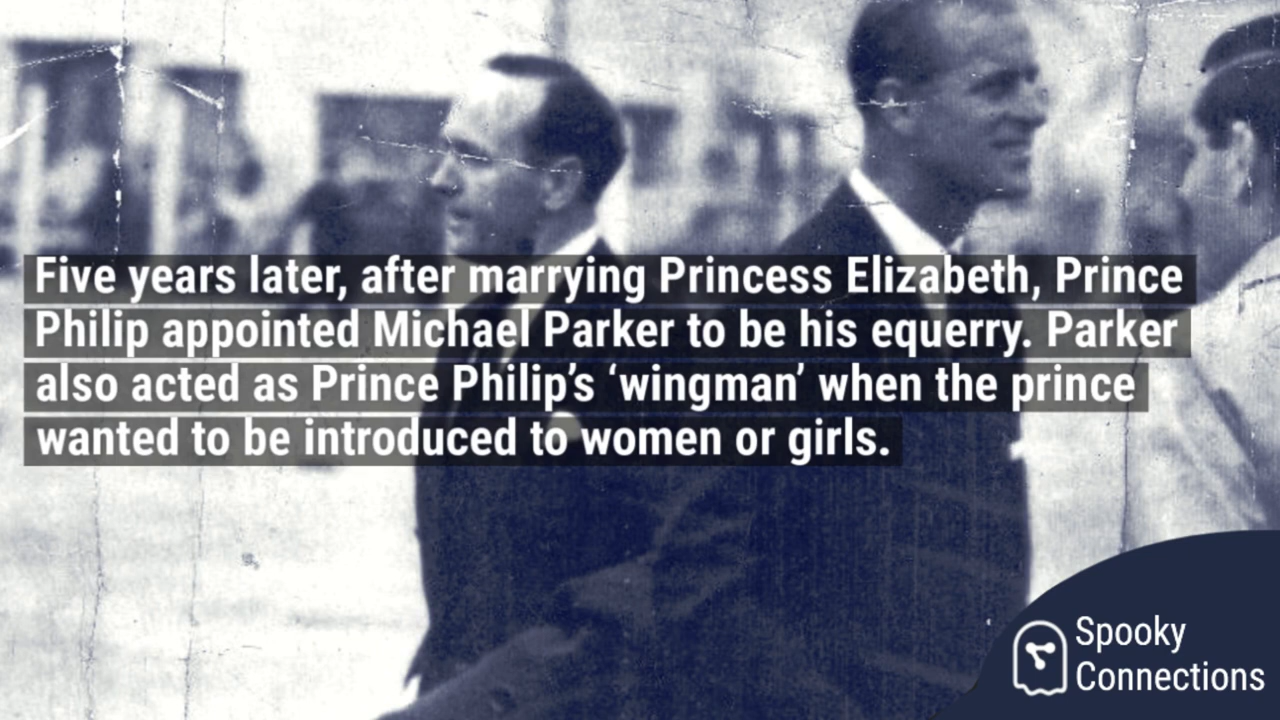 Five years later, after marrying Princess Elizabeth, Prince
Philip appointed Michael Parker to be his equerry. Parker
also acted as Prince Philip’s ‘wingman’ when the prince
wanted to be introduced to women or girls.
Spooky
Connections